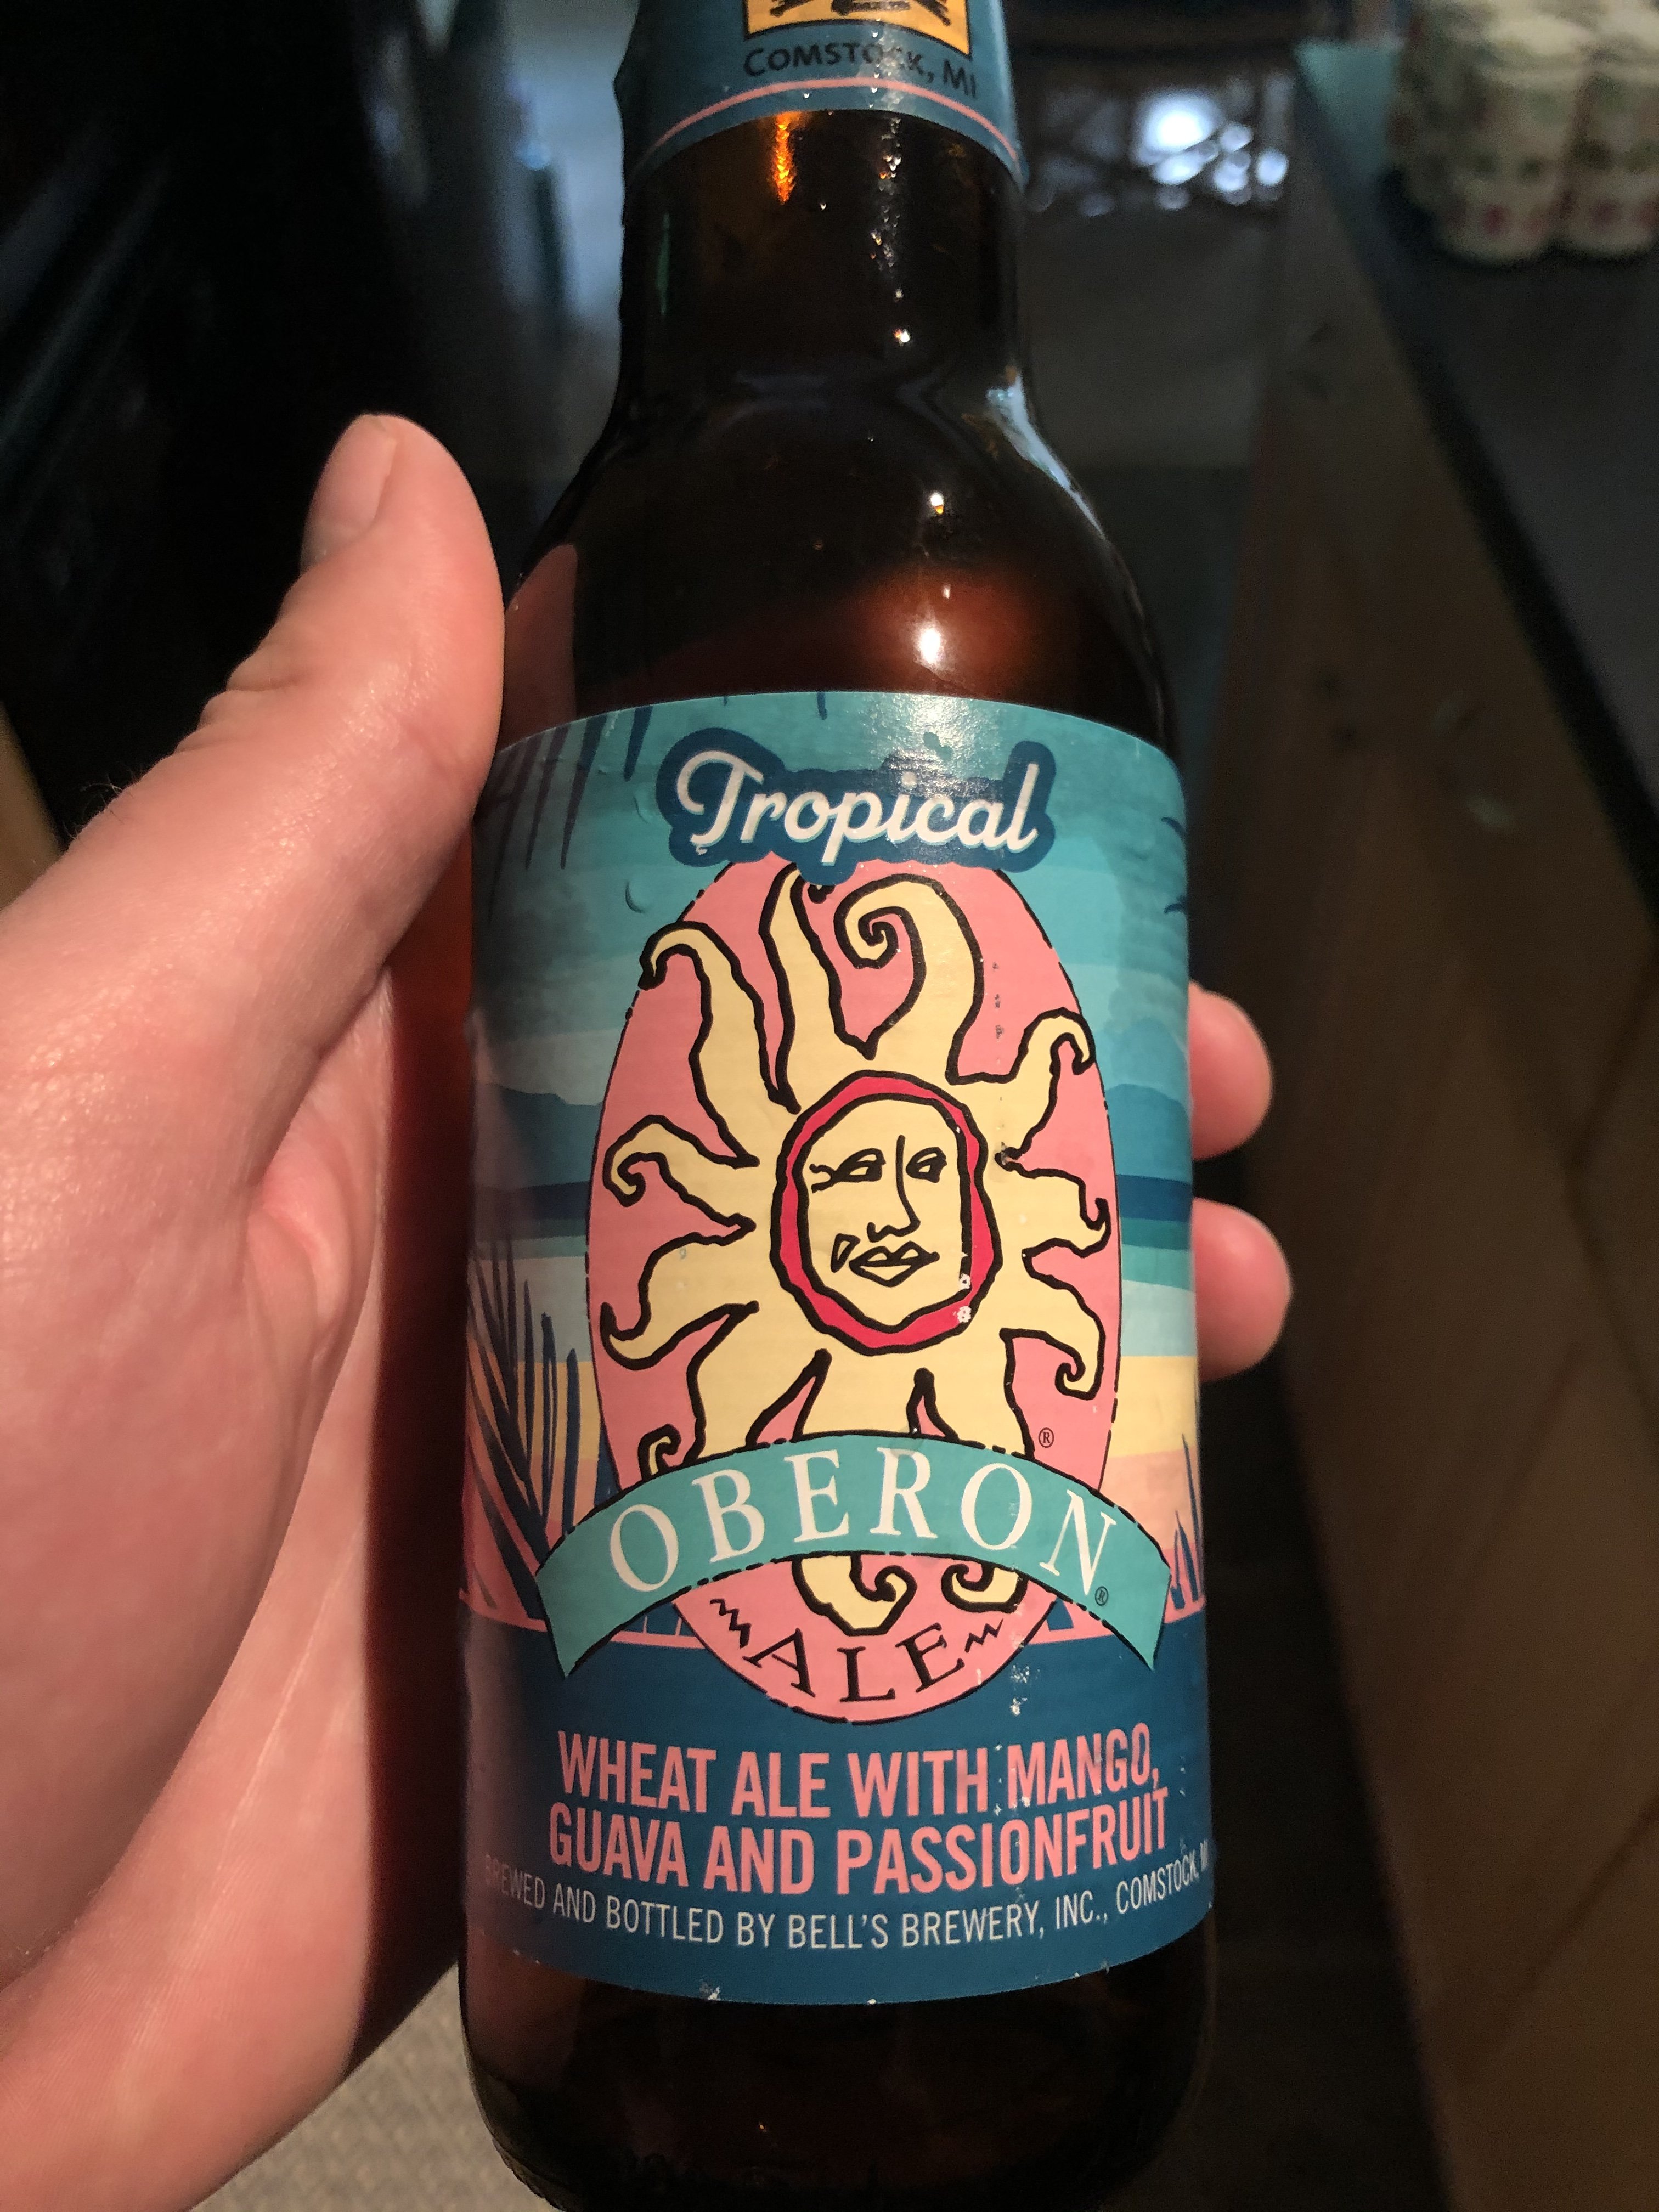 COMSTOCK, MI
Tropical
®
OBERON®
ALE
WHEAT ALE WITH MANGO,
GUAVA AND PASSIONFRUIT
BREWED AND BOTTLED BY BELL'S BREWERY, INC., COMSTOCK, MI